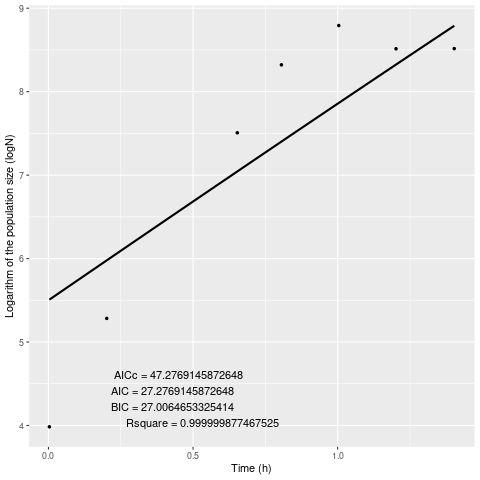 9
8
7
6
5
4
Logarithm of the population size (logN)
AICc = 47.2769145872648
AIC = 27.2769145872648
BIC = 27.0064653325414
Rsquare = 0.999999877467525
0.0
0.5
1.0
Time (h)